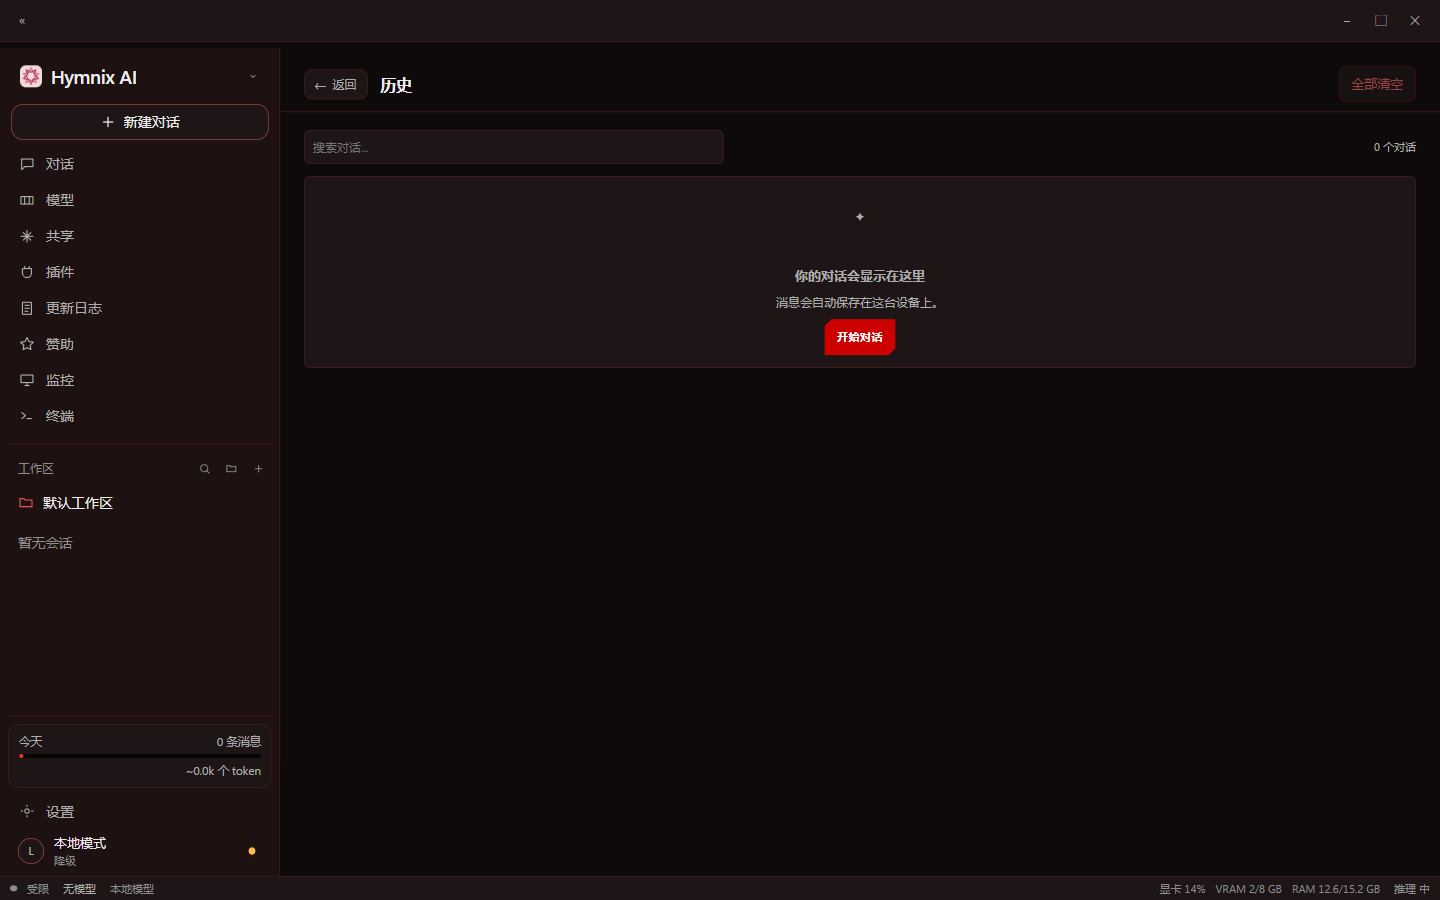 «
Hymnix AI
新建对话
对话
模型
共享
插件
更新日志
赞助
监控
终端
工作区
默认工作区
暂无会话
今天 0 条消息
~0.0k 个 token
设置
L 本地模式
降级
← 返回 历史 全部清空
搜索对话... 0 个对话
你的对话会显示在这里
消息会自动保存在这台设备上。
开始对话
受限 无模型 本地模型 显卡 14% VRAM 2/8 GB RAM 12.6/15.2 GB 推理 中